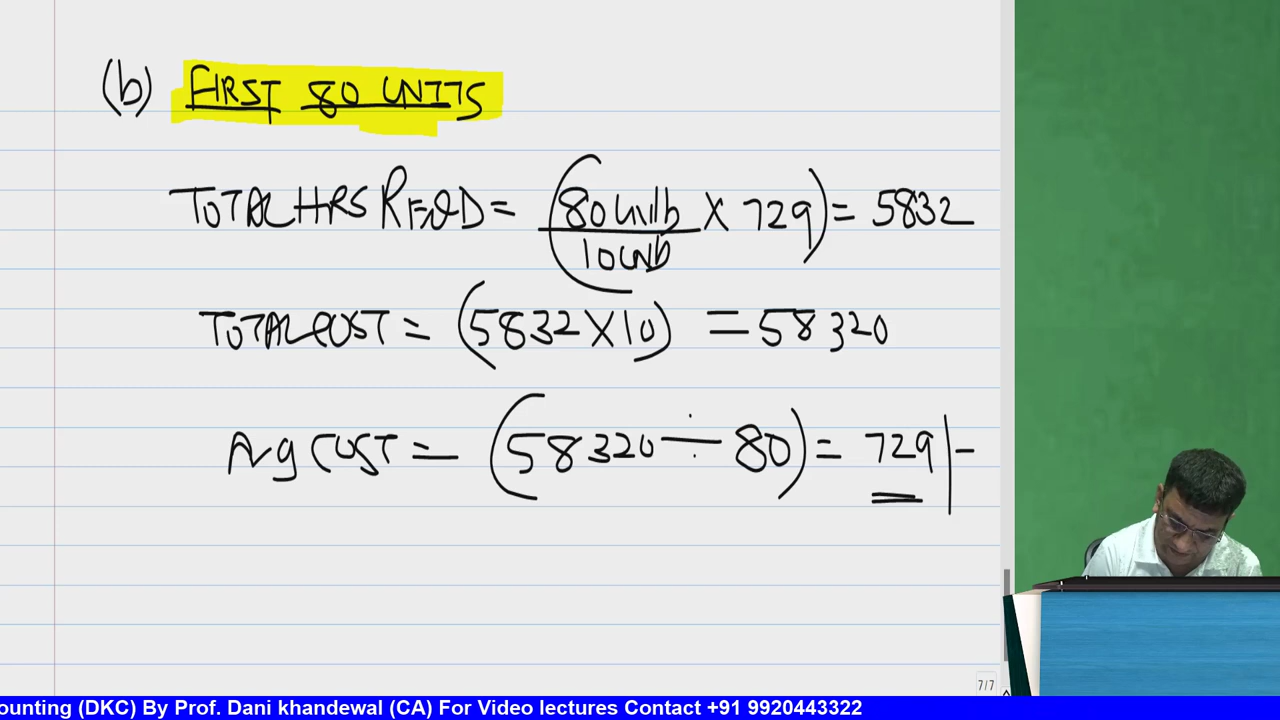 (b) FIRST 80 UNITS
TOTAL HRS REQD = (80 units / 10 units X 729) = 5832
TOTAL COST = (5832 X 10) = 58320
Avg COST = (58320 ÷ 80) = 729/-
7/7
ounting (DKC) By Prof. Dani khandewal (CA) For Video lectures Contact +91 9920443322